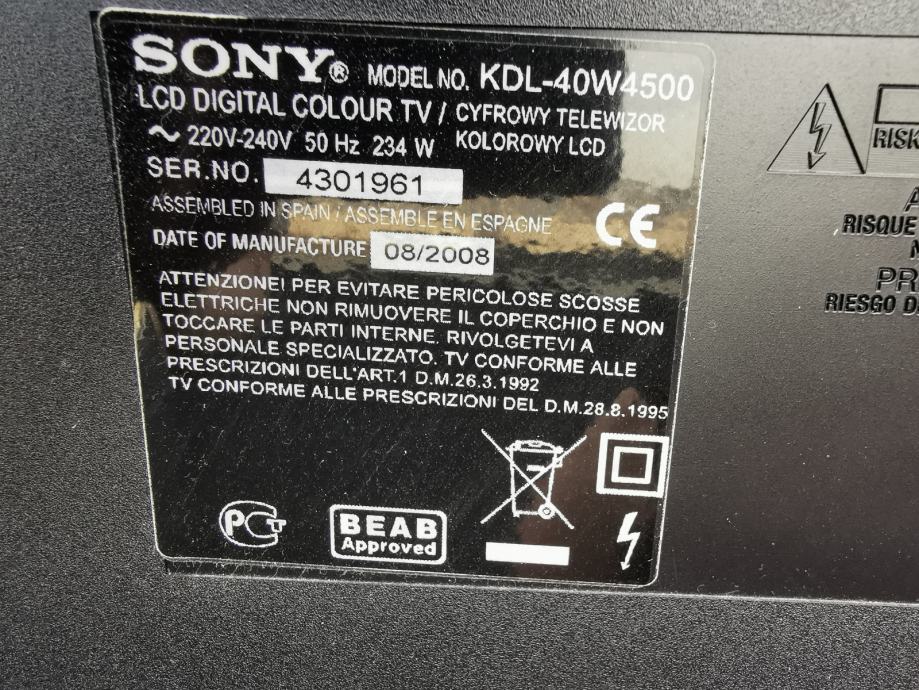 SONY® MODEL NO. KDL-40W4500
LCD DIGITAL COLOUR TV / CYFROWY TELEWIZOR
~ 220V-240V 50 Hz 234 W KOLOROWY LCD
SER.NO. 4301961
ASSEMBLED IN SPAIN / ASSEMBLE EN ESPAGNE
CE
DATE OF MANUFACTURE 08/2008
ATTENZIONEI PER EVITARE PERICOLOSE SCOSSE
ELETTRICHE NON RIMUOVERE IL COPERCHIO E NON
TOCCARE LE PARTI INTERNE. RIVOLGETEVI A
PERSONALE SPECIALIZZATO. TV CONFORME ALLE
PRESCRIZIONI DELL'ART.1 D.M.26.3.1992
TV CONFORME ALLE PRESCRIZIONI DEL D.M.28.8.1995
BEAB
Approved
RISK
RISQUE
RIESGO